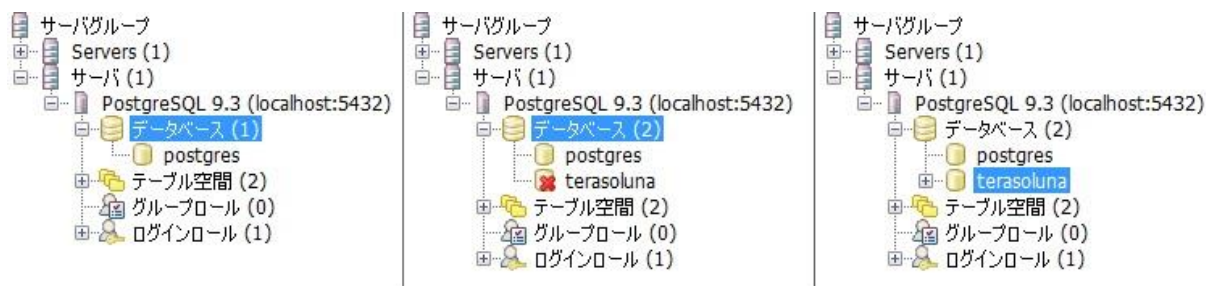 サーバグループ
Servers (1)
サーバ (1)
PostgreSQL 9.3 (localhost:5432)
データベース (1)
postgres
テーブル空間 (2)
グループロール (0)
ログインロール (1)
サーバグループ
Servers (1)
サーバ (1)
PostgreSQL 9.3 (localhost:5432)
データベース (2)
postgres
terasoluna
テーブル空間 (2)
グループロール (0)
ログインロール (1)
サーバグループ
Servers (1)
サーバ (1)
PostgreSQL 9.3 (localhost:5432)
データベース (2)
postgres
terasoluna
テーブル空間 (2)
グループロール (0)
ログインロール (1)